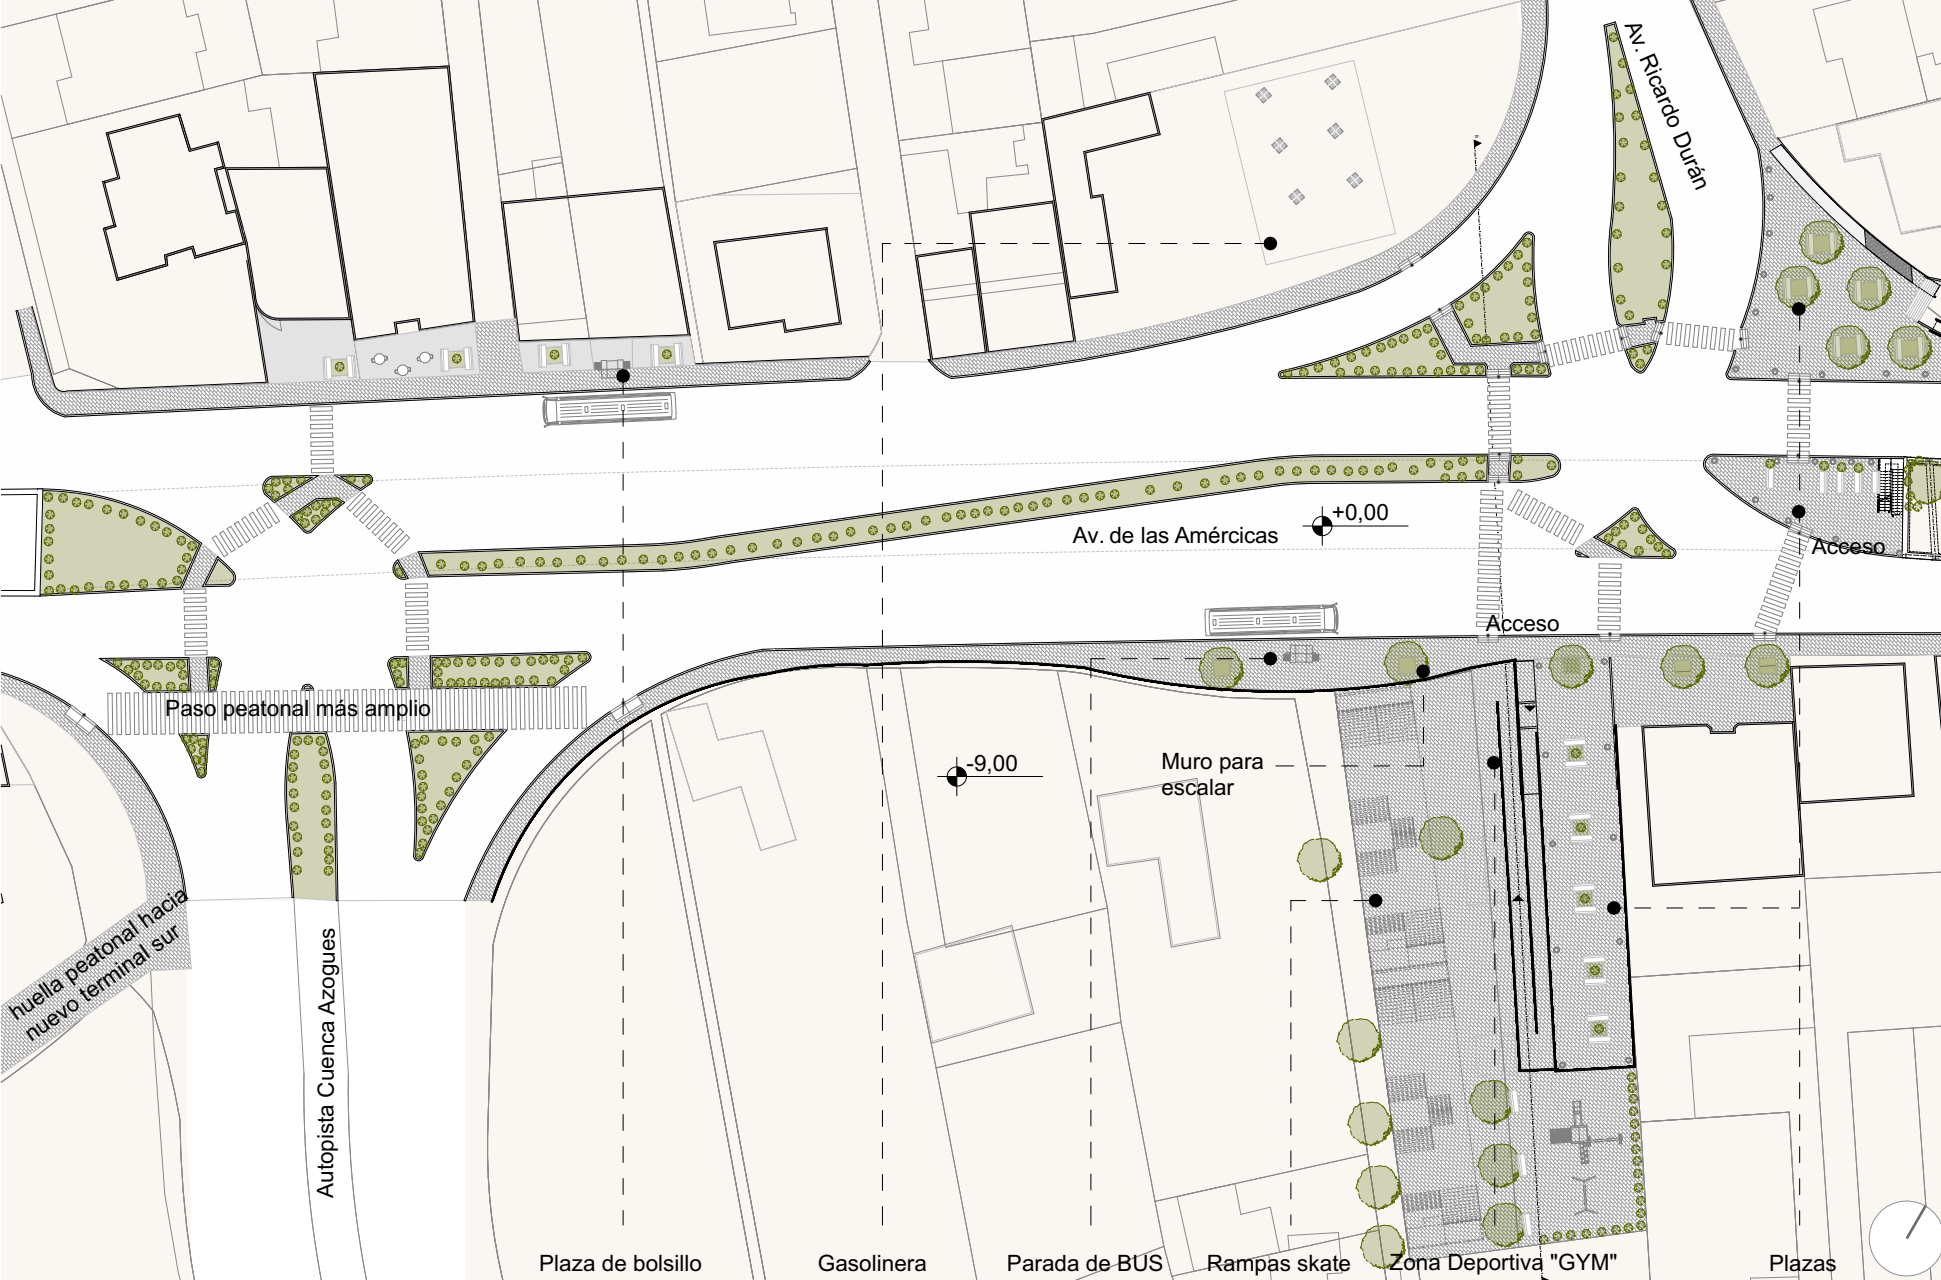 Av. Ricardo Durán
+0,00
Av. de las Amércicas
Acceso
Acceso
Paso peatonal más amplio
-9,00
Muro para
escalar
huella peatonal hacia
nuevo terminal sur
Autopista Cuenca Azogues
Plaza de bolsillo
Gasolinera
Parada de BUS
Rampas skate
Zona Deportiva "GYM"
Plazas